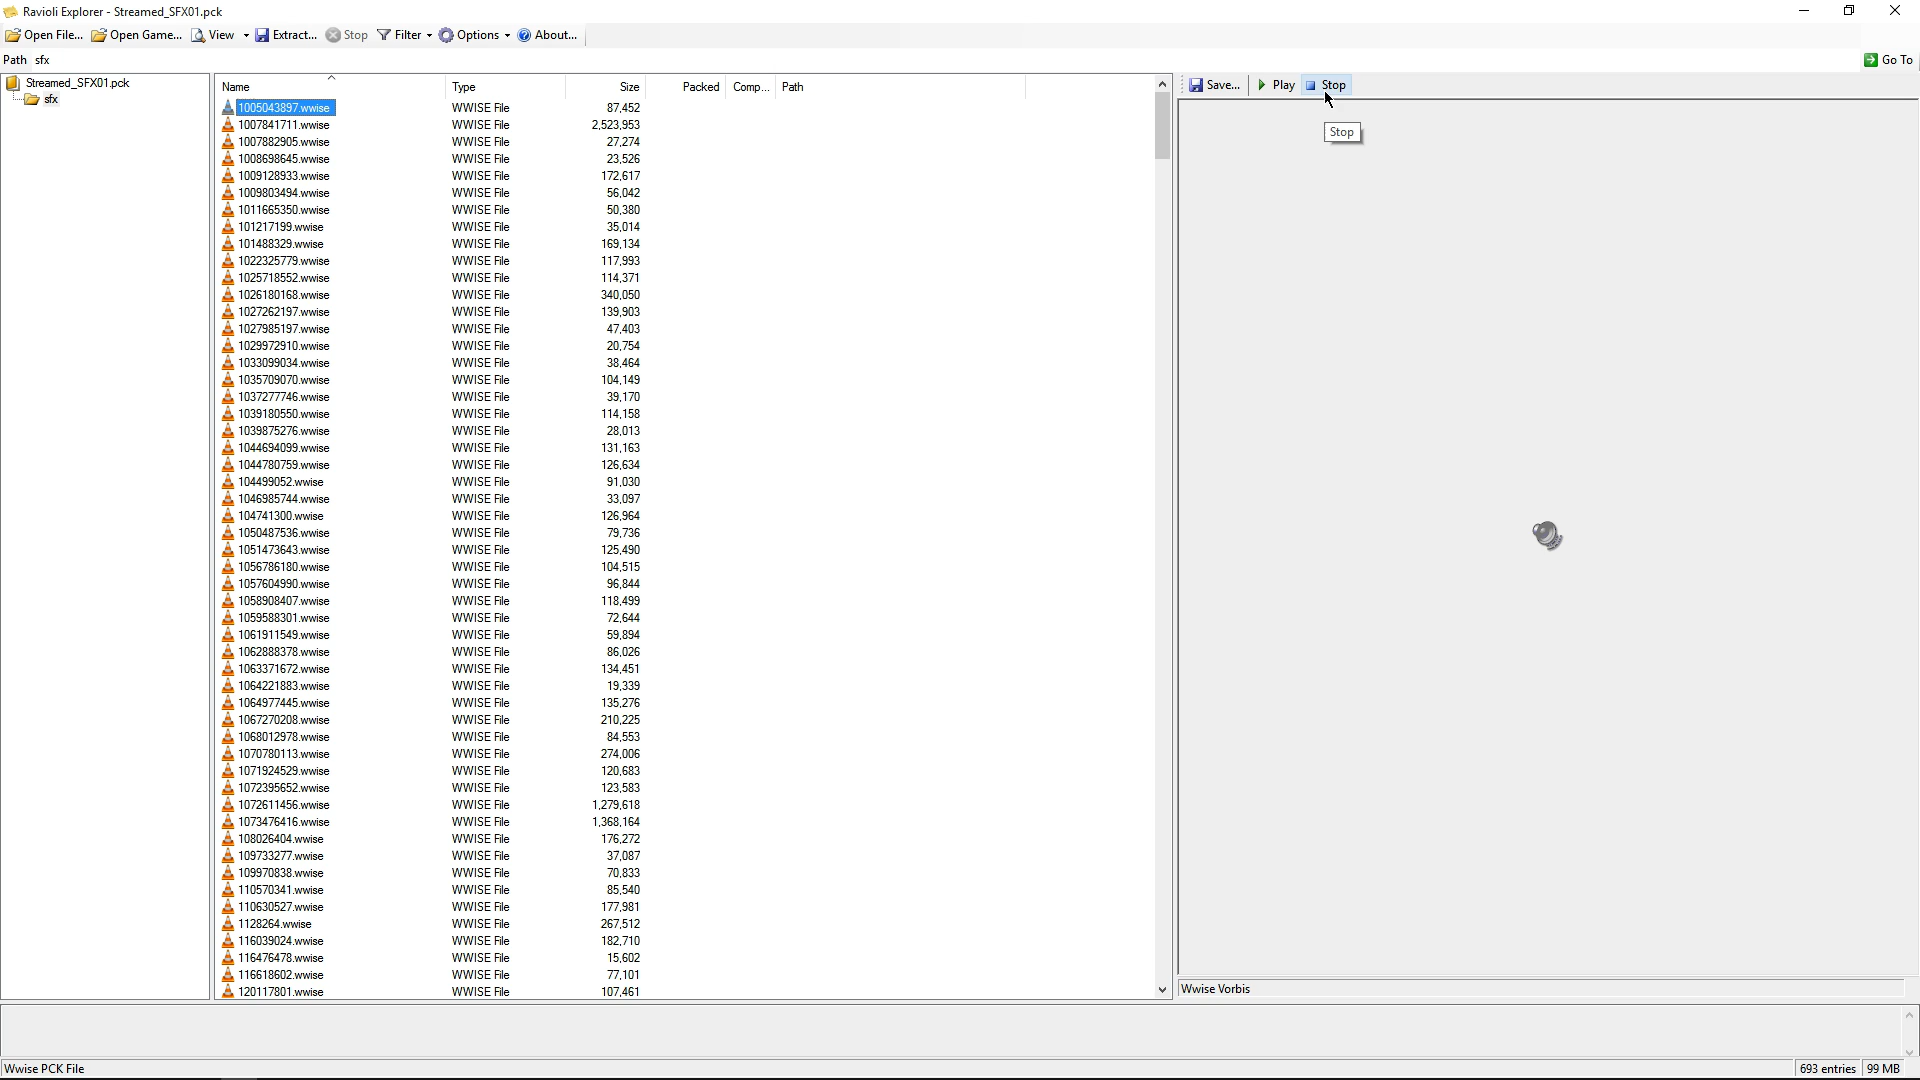 Ravioli Explorer - Streamed_SFX01.pck
Open File... Open Game... View Extract... Stop Filter Options About...
Path sfx Go To
Streamed_SFX01.pck
sfx
Name Type Size Packed Comp... Path
1005043897.wwise WWISE File 87,452
1007841711.wwise WWISE File 2,523,953
1007882905.wwise WWISE File 27,274
1008698645.wwise WWISE File 23,526
1009128933.wwise WWISE File 172,617
1009803494.wwise WWISE File 56,042
1011665350.wwise WWISE File 50,380
101217199.wwise WWISE File 35,014
101488329.wwise WWISE File 169,134
1022325779.wwise WWISE File 117,993
1025718552.wwise WWISE File 114,371
1026180168.wwise WWISE File 340,050
1027262197.wwise WWISE File 139,903
1027985197.wwise WWISE File 47,403
1029972910.wwise WWISE File 20,754
1033099034.wwise WWISE File 38,464
1035709070.wwise WWISE File 104,149
1037277746.wwise WWISE File 39,170
1039180550.wwise WWISE File 114,158
1039875276.wwise WWISE File 28,013
1044694099.wwise WWISE File 131,163
1044780759.wwise WWISE File 126,634
104499052.wwise WWISE File 91,030
1046985744.wwise WWISE File 33,097
104741300.wwise WWISE File 126,964
1050487536.wwise WWISE File 79,736
1051473643.wwise WWISE File 125,490
1056786180.wwise WWISE File 104,515
1057604990.wwise WWISE File 96,844
1058908407.wwise WWISE File 118,499
1059588301.wwise WWISE File 72,644
1061911549.wwise WWISE File 59,894
1062888378.wwise WWISE File 86,026
1063371672.wwise WWISE File 134,451
1064221883.wwise WWISE File 19,339
1064977445.wwise WWISE File 135,276
1067270208.wwise WWISE File 210,225
1068012978.wwise WWISE File 84,553
1070780113.wwise WWISE File 274,006
1071924529.wwise WWISE File 120,683
1072395652.wwise WWISE File 123,583
1072611456.wwise WWISE File 1,279,618
1073476416.wwise WWISE File 1,368,164
108026404.wwise WWISE File 176,272
109733277.wwise WWISE File 37,087
109970838.wwise WWISE File 70,833
110570341.wwise WWISE File 85,540
110630527.wwise WWISE File 177,981
1128264.wwise WWISE File 267,512
116039024.wwise WWISE File 182,710
116476478.wwise WWISE File 15,602
116618602.wwise WWISE File 77,101
120117801.wwise WWISE File 107,461
Save... Play Stop
Stop
Wwise Vorbis
Wwise PCK File 693 entries 99 MB